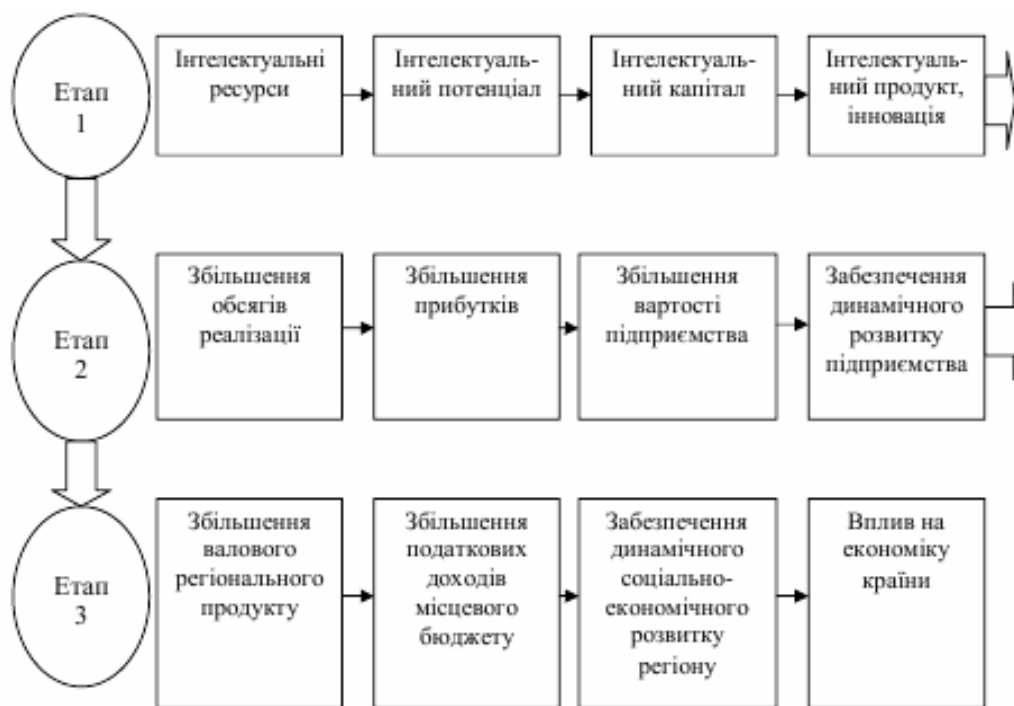 Етап
1
Інтелектуальні
ресурси
Інтелектуаль-
ний потенціал
Інтелектуаль-
ний капітал
Інтелектуаль-
ний продукт,
інновація
Етап
2
Збільшення
обсягів
реалізації
Збільшення
прибутків
Збільшення
вартості
підприємства
Забезпечення
динамічного
розвитку
підприємства
Етап
3
Збільшення
валового
регіонального
продукту
Збільшення
податкових
доходів
місцевого
бюджету
Забезпечення
динамічного
соціально-
економічного
розвитку
регіону
Вплив на
економіку
країни